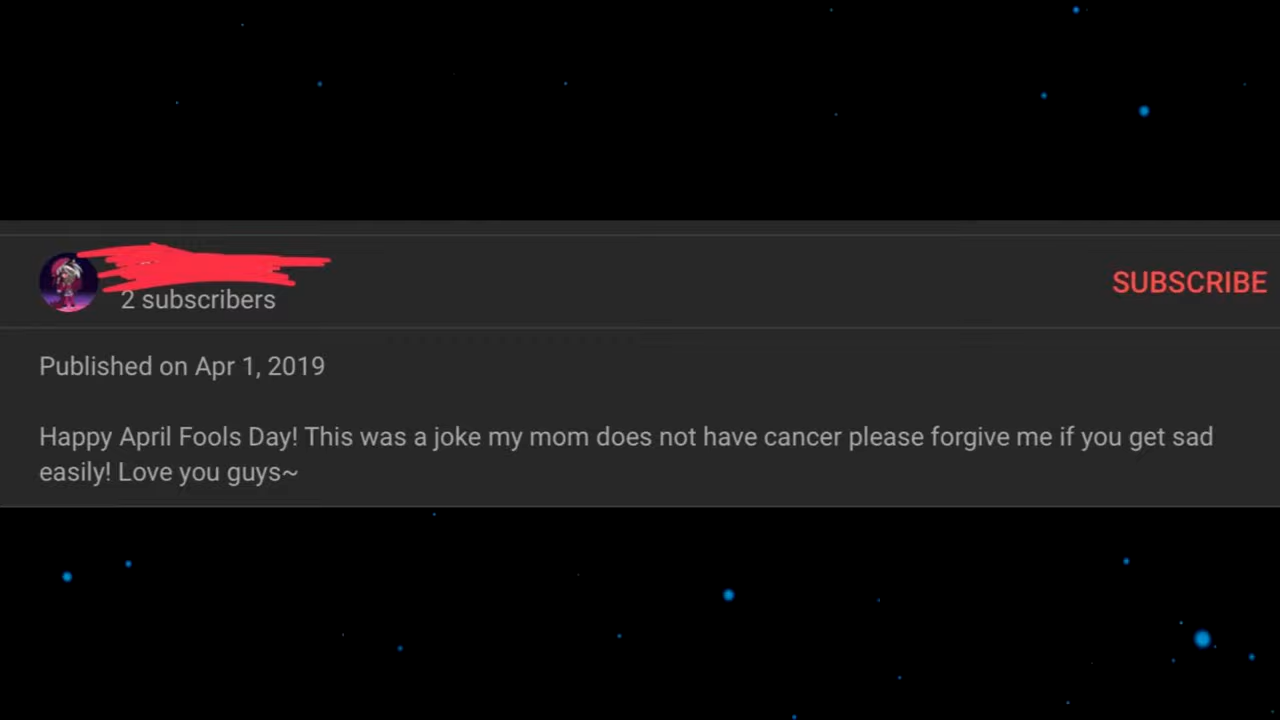 2 subscribers
SUBSCRIBE
Published on Apr 1, 2019
Happy April Fools Day! This was a joke my mom does not have cancer please forgive me if you get sad
easily! Love you guys~